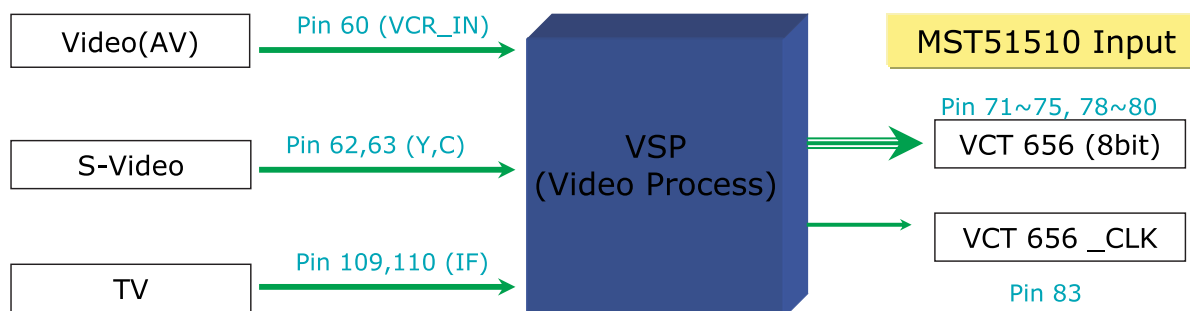 Video(AV)
Pin 60 (VCR_IN)
S-Video
Pin 62,63 (Y,C)
TV
Pin 109,110 (IF)
VSP
(Video Process)
MST51510 Input
Pin 71~75, 78~80
VCT 656 (8bit)
VCT 656 _CLK
Pin 83